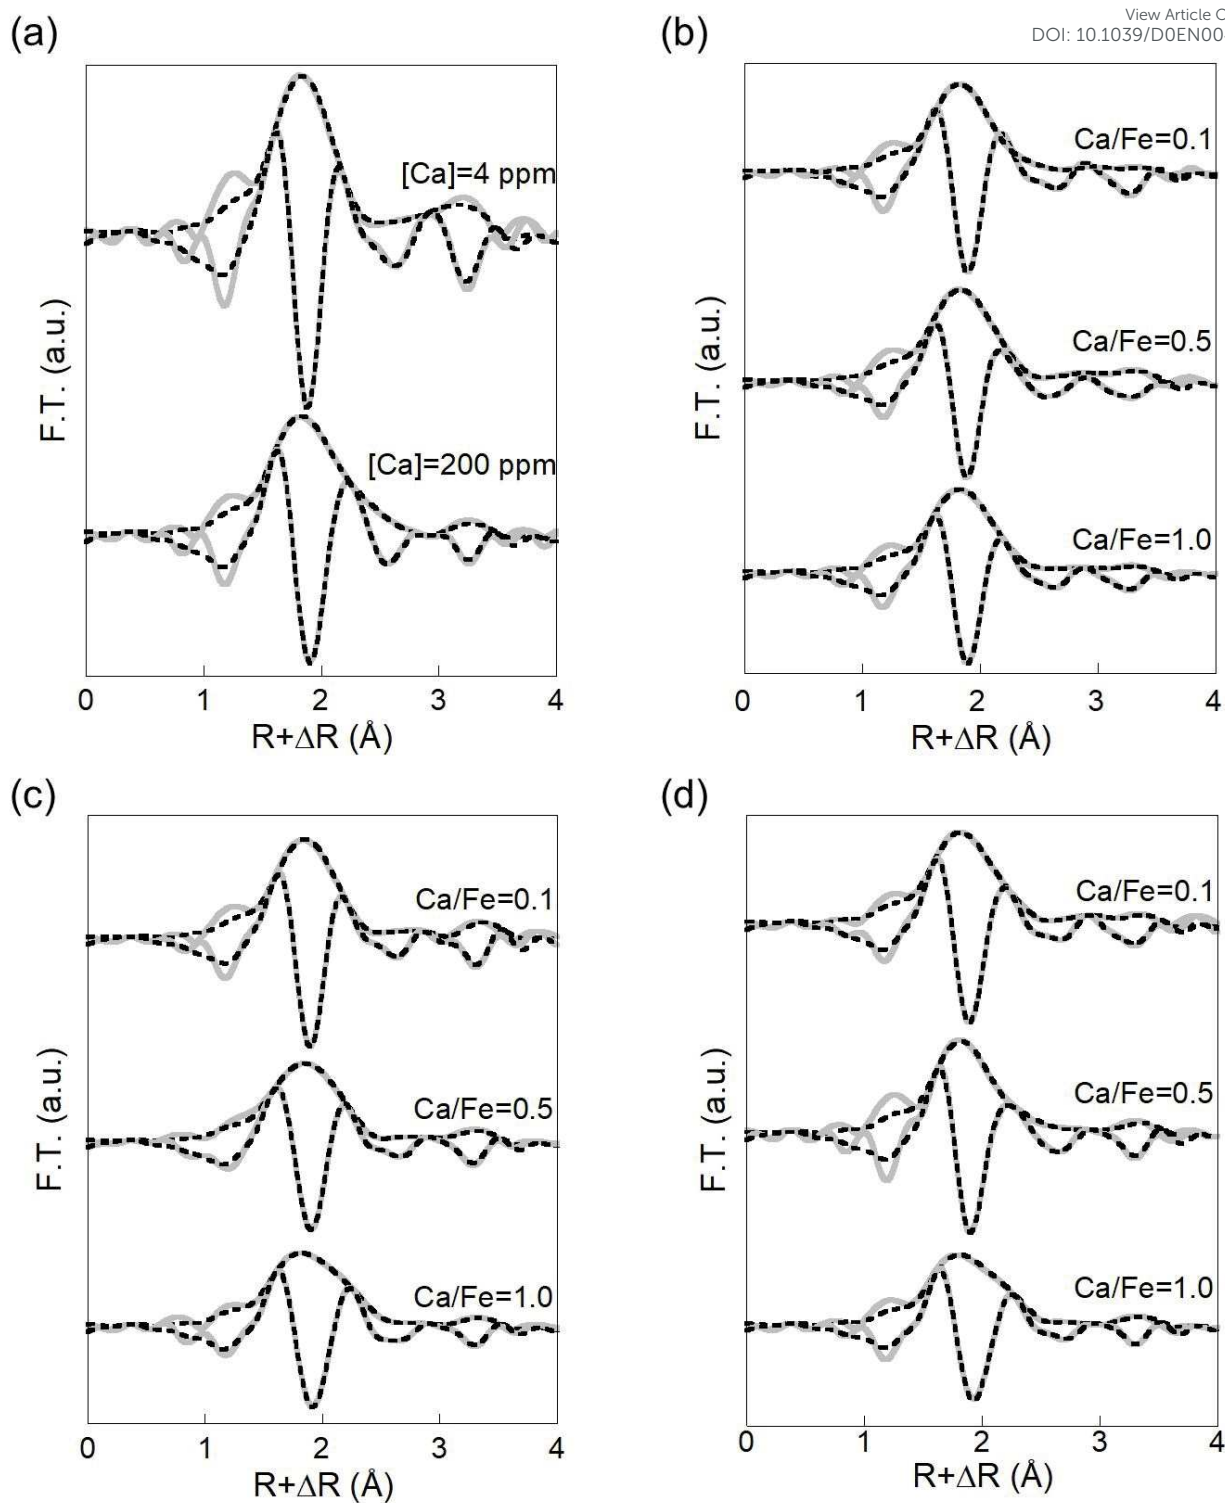 View Article O
DOI: 10.1039/D0EN00
(a)
[Ca]=4 ppm
[Ca]=200 ppm
F.T. (a.u.)
0 1 2 3 4
R+ΔR (Å)
(b)
Ca/Fe=0.1
Ca/Fe=0.5
Ca/Fe=1.0
F.T. (a.u.)
0 1 2 3 4
R+ΔR (Å)
(c)
Ca/Fe=0.1
Ca/Fe=0.5
Ca/Fe=1.0
F.T. (a.u.)
0 1 2 3 4
R+ΔR (Å)
(d)
Ca/Fe=0.1
Ca/Fe=0.5
Ca/Fe=1.0
F.T. (a.u.)
0 1 2 3 4
R+ΔR (Å)